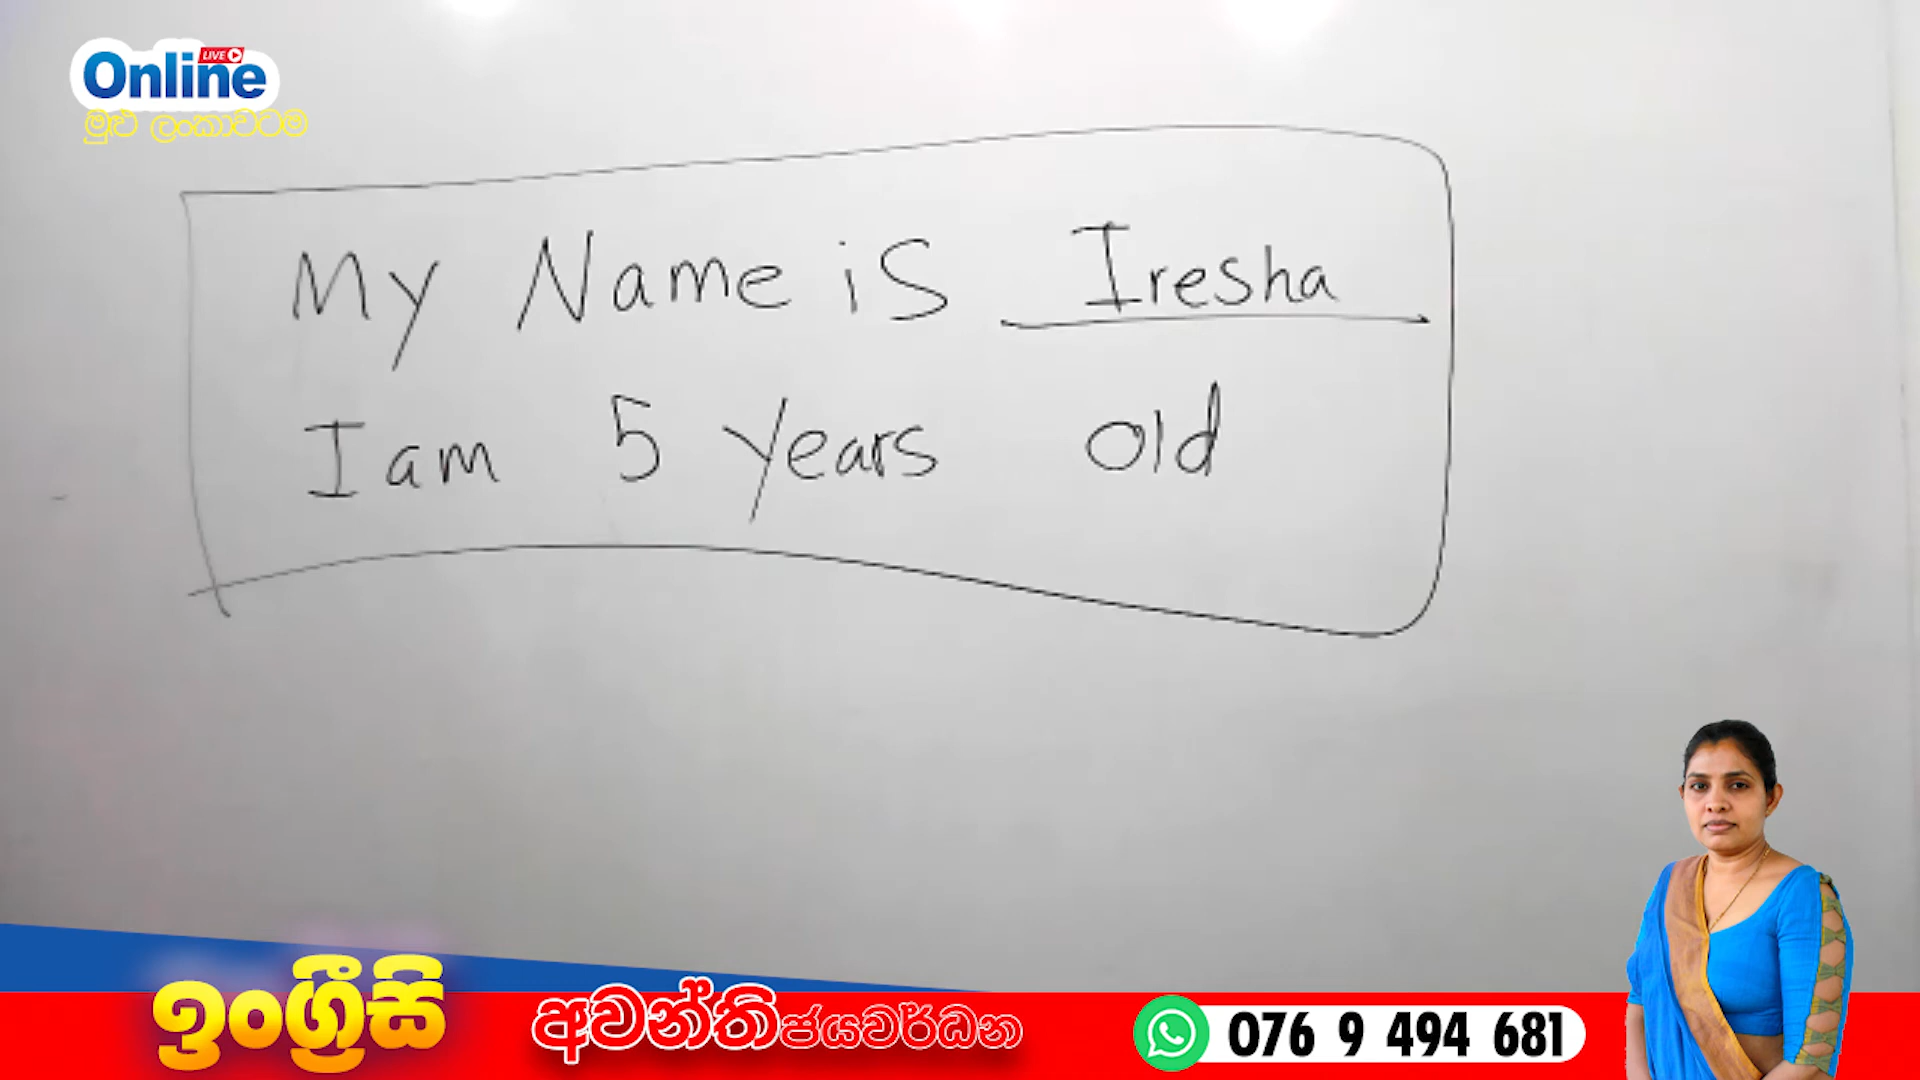 LIVE
Online
මුළු ලංකාවටම
My Name is Iresha
I am 5 years old
ඉංග්‍රීසි
අවන්ති ජයවර්ධන
076 9 494 681